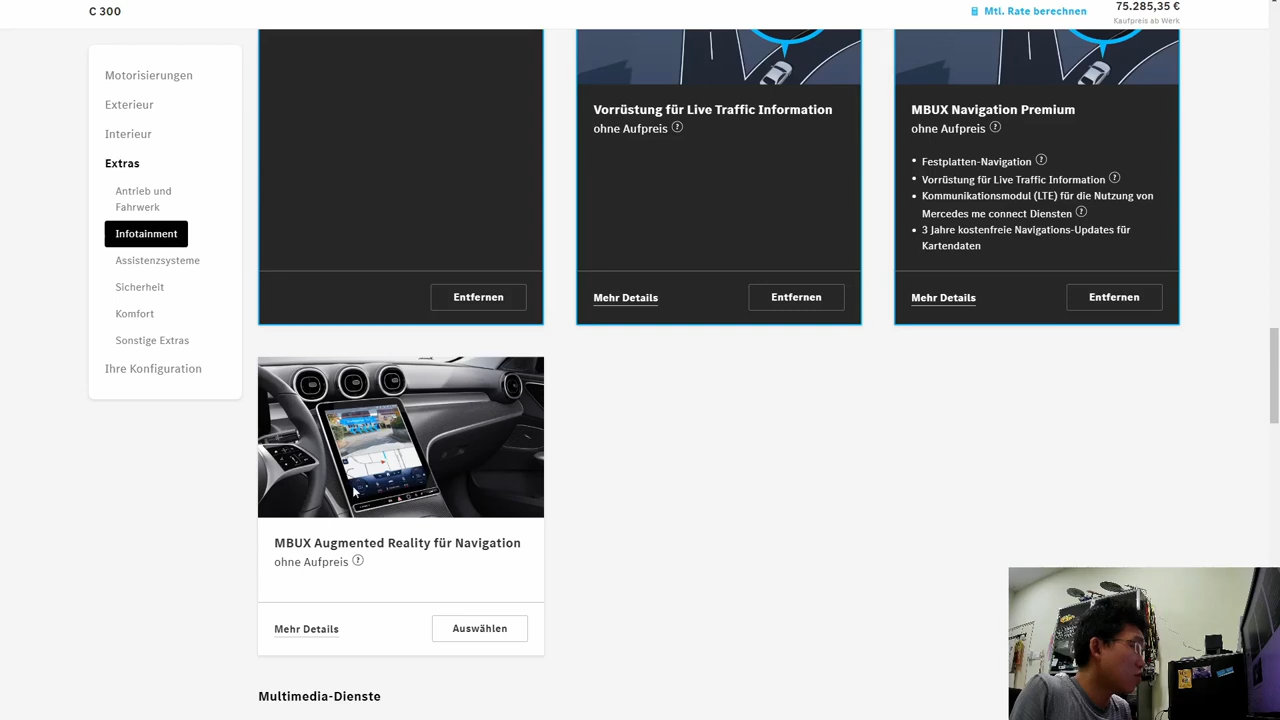 C 300
Mtl. Rate berechnen
75.285,35 €
Kaufpreis ab Werk
Motorisierungen
Exterieur
Interieur
Extras
Antrieb und
Fahrwerk
Infotainment
Assistenzsysteme
Sicherheit
Komfort
Sonstige Extras
Ihre Konfiguration
Entfernen
Vorrüstung für Live Traffic Information
ohne Aufpreis
Mehr Details
Entfernen
MBUX Navigation Premium
ohne Aufpreis
• Festplatten-Navigation
• Vorrüstung für Live Traffic Information
• Kommunikationsmodul (LTE) für die Nutzung von
Mercedes me connect Diensten
• 3 Jahre kostenfreie Navigations-Updates für
Kartendaten
Mehr Details
Entfernen
MBUX Augmented Reality für Navigation
ohne Aufpreis
Mehr Details
Auswählen
Multimedia-Dienste